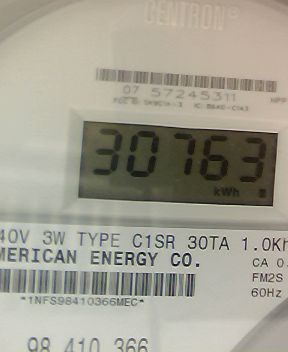 CENTRON®
07 57245311
30763
kWh
40V 3W TYPE C1SR 30TA 1.0Kh
MERICAN ENERGY CO.
CA 0.
FM2S
*1NFS98410366MEC*
60Hz
98 410 366